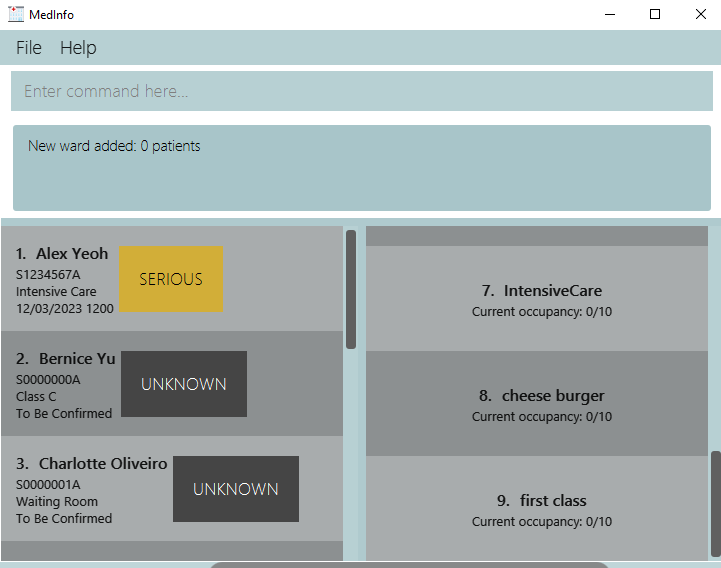 MedInfo
File Help
Enter command here...
New ward added: 0 patients
1. Alex Yeoh
S1234567A
Intensive Care
12/03/2023 1200
SERIOUS
2. Bernice Yu
S0000000A
Class C
To Be Confirmed
UNKNOWN
3. Charlotte Oliveiro
S0000001A
Waiting Room
To Be Confirmed
UNKNOWN
7. IntensiveCare
Current occupancy: 0/10
8. cheese burger
Current occupancy: 0/10
9. first class
Current occupancy: 0/10